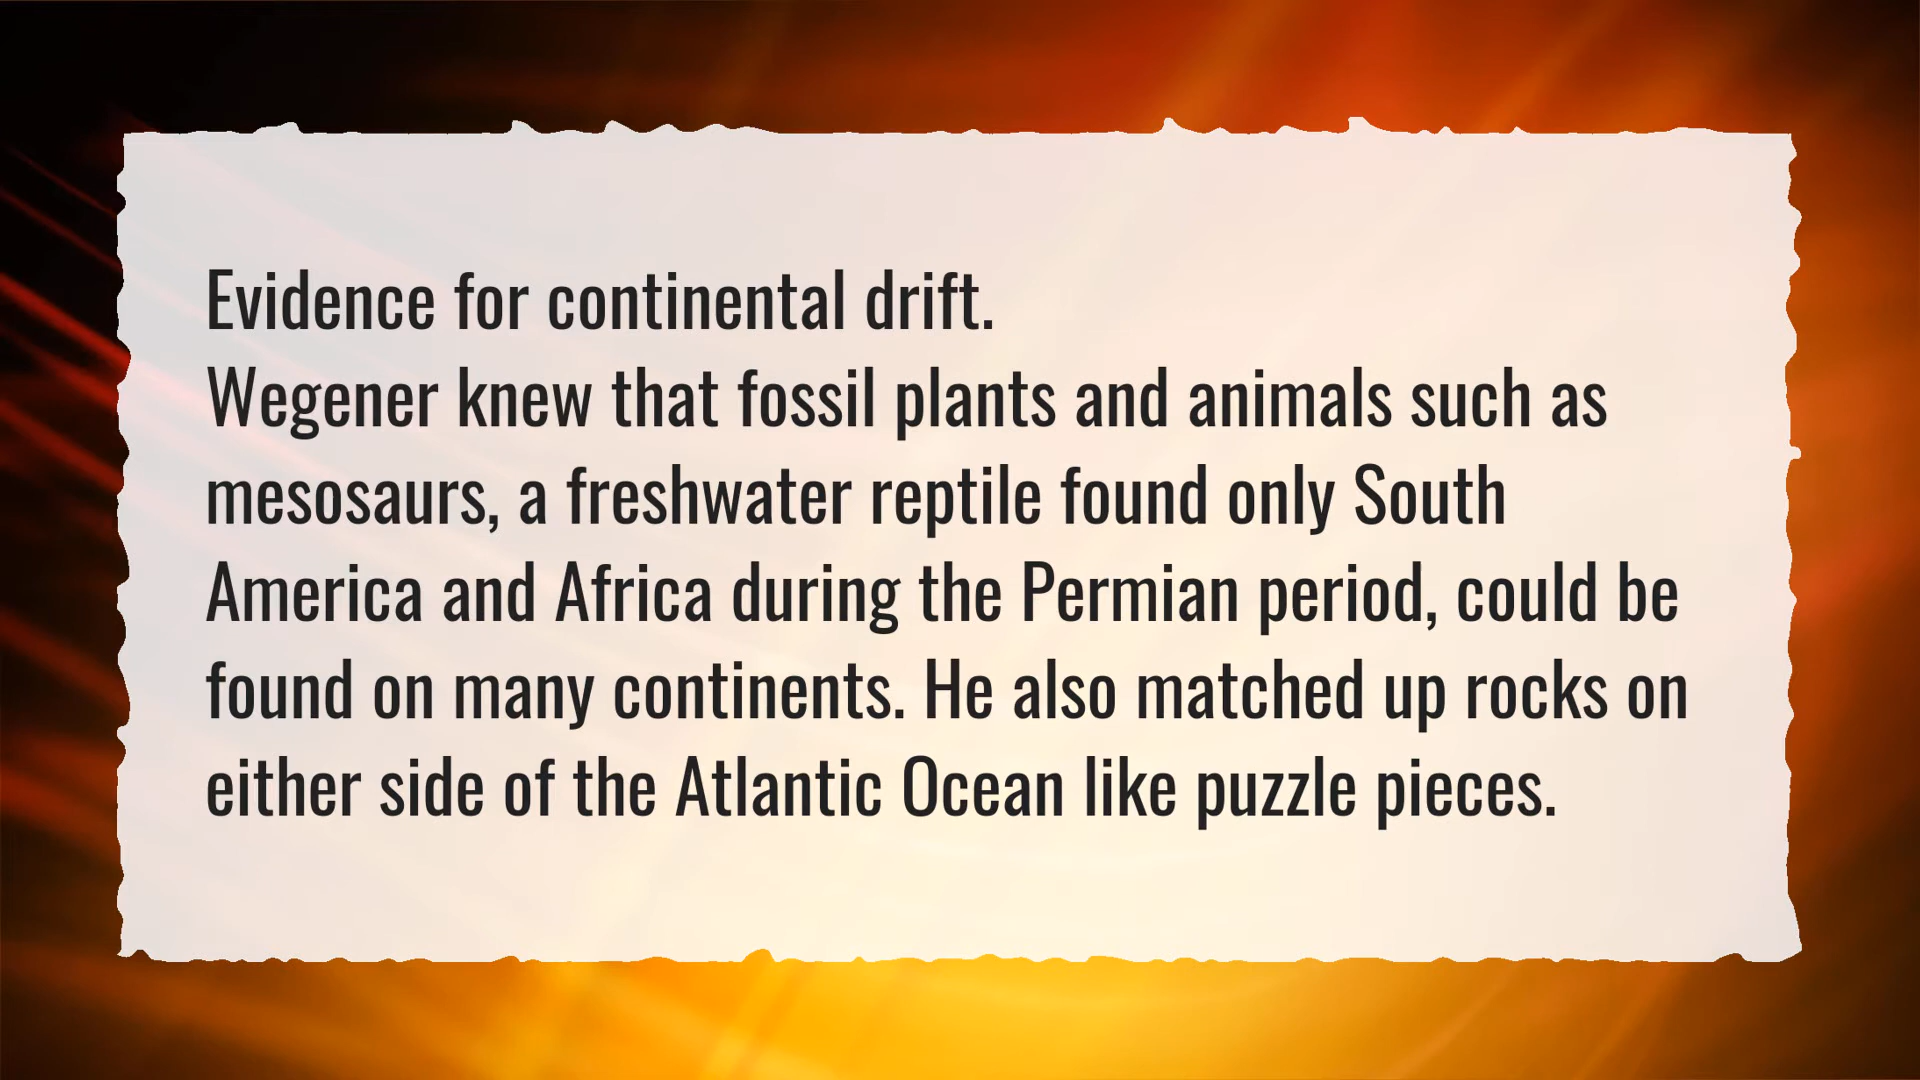 Evidence for continental drift.
Wegener knew that fossil plants and animals such as
mesosaurs, a freshwater reptile found only South
America and Africa during the Permian period, could be
found on many continents. He also matched up rocks on
either side of the Atlantic Ocean like puzzle pieces.